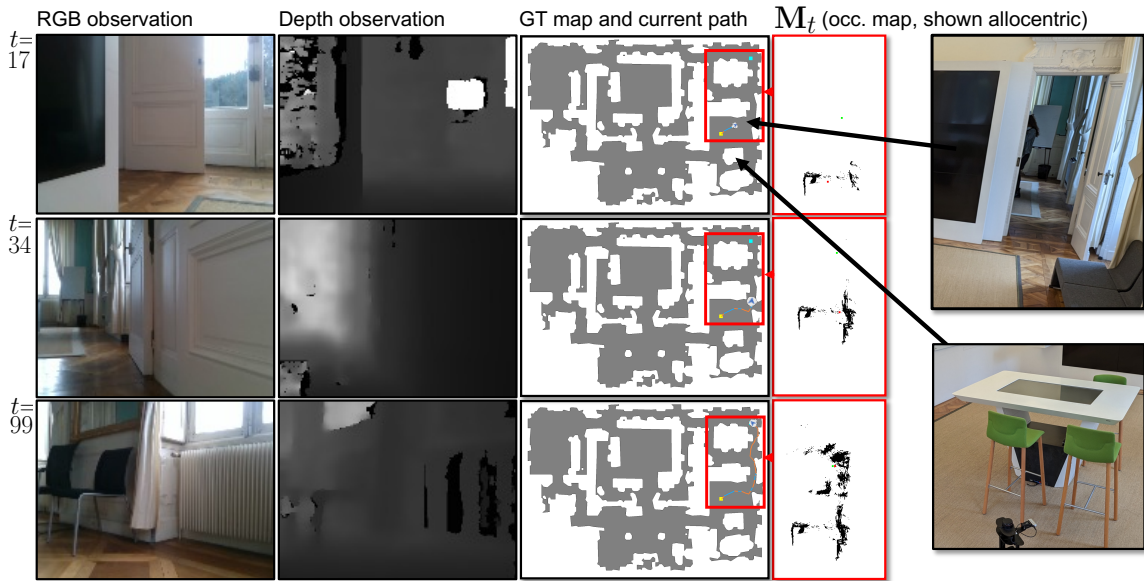 RGB observation
Depth observation
GT map and current path
M_t (occ. map, shown allocentric)
t=
17
t=
34
t=
99